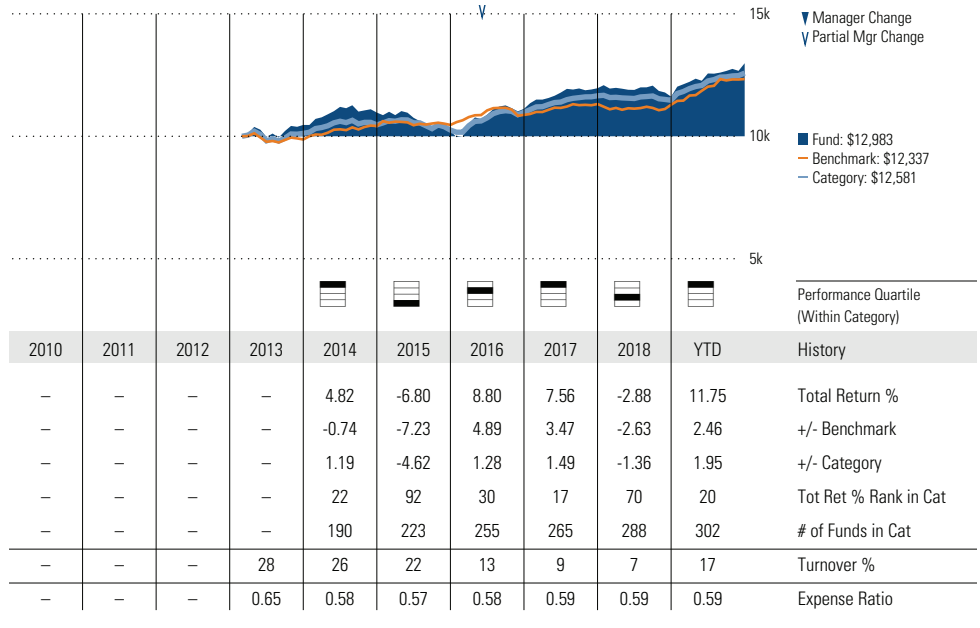 15k
Manager Change
Partial Mgr Change
10k
Fund: $12,983
Benchmark: $12,337
Category: $12,581
5k
Performance Quartile
(Within Category)
2010 2011 2012 2013 2014 2015 2016 2017 2018 YTD History
– – – – 4.82 -6.80 8.80 7.56 -2.88 11.75 Total Return %
– – – – -0.74 -7.23 4.89 3.47 -2.63 2.46 +/- Benchmark
– – – – 1.19 -4.62 1.28 1.49 -1.36 1.95 +/- Category
– – – – 22 92 30 17 70 20 Tot Ret % Rank in Cat
– – – – 190 223 255 265 288 302 # of Funds in Cat
– – – 28 26 22 13 9 7 17 Turnover %
– – – 0.65 0.58 0.57 0.58 0.59 0.59 0.59 Expense Ratio